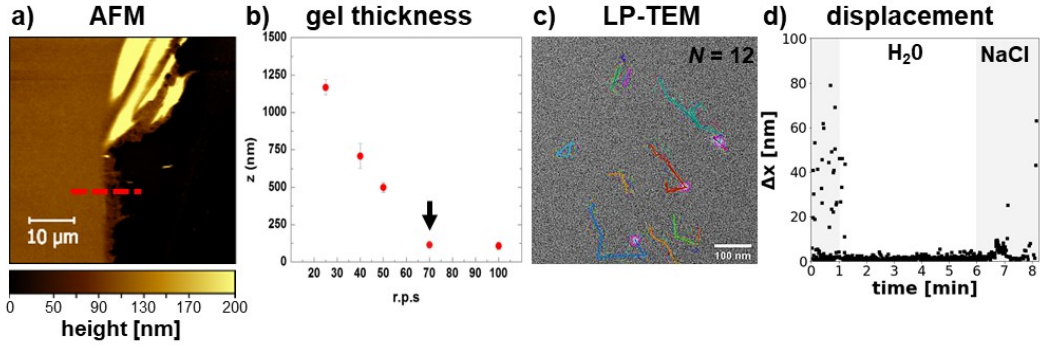 a) AFM
10 μm
0 50 90 110 130 150 170 200
height [nm]
b) gel thickness
z (nm)
1500
1250
1000
750
500
250
0
20 30 40 50 60 70 80 90 100
r.p.s
c) LP-TEM
N = 12
100 nm
d) displacement
Δx [nm]
100
80
60
40
20
0
H20
NaCl
0 1 2 3 4 5 6 7 8
time [min]